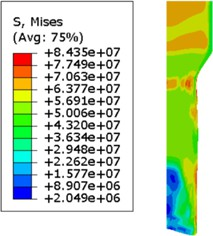 S, Mises
(Avg: 75%)
+8.435e+07
+7.749e+07
+7.063e+07
+6.377e+07
+5.691e+07
+5.006e+07
+4.320e+07
+3.634e+07
+2.948e+07
+2.262e+07
+1.577e+07
+8.907e+06
+2.049e+06